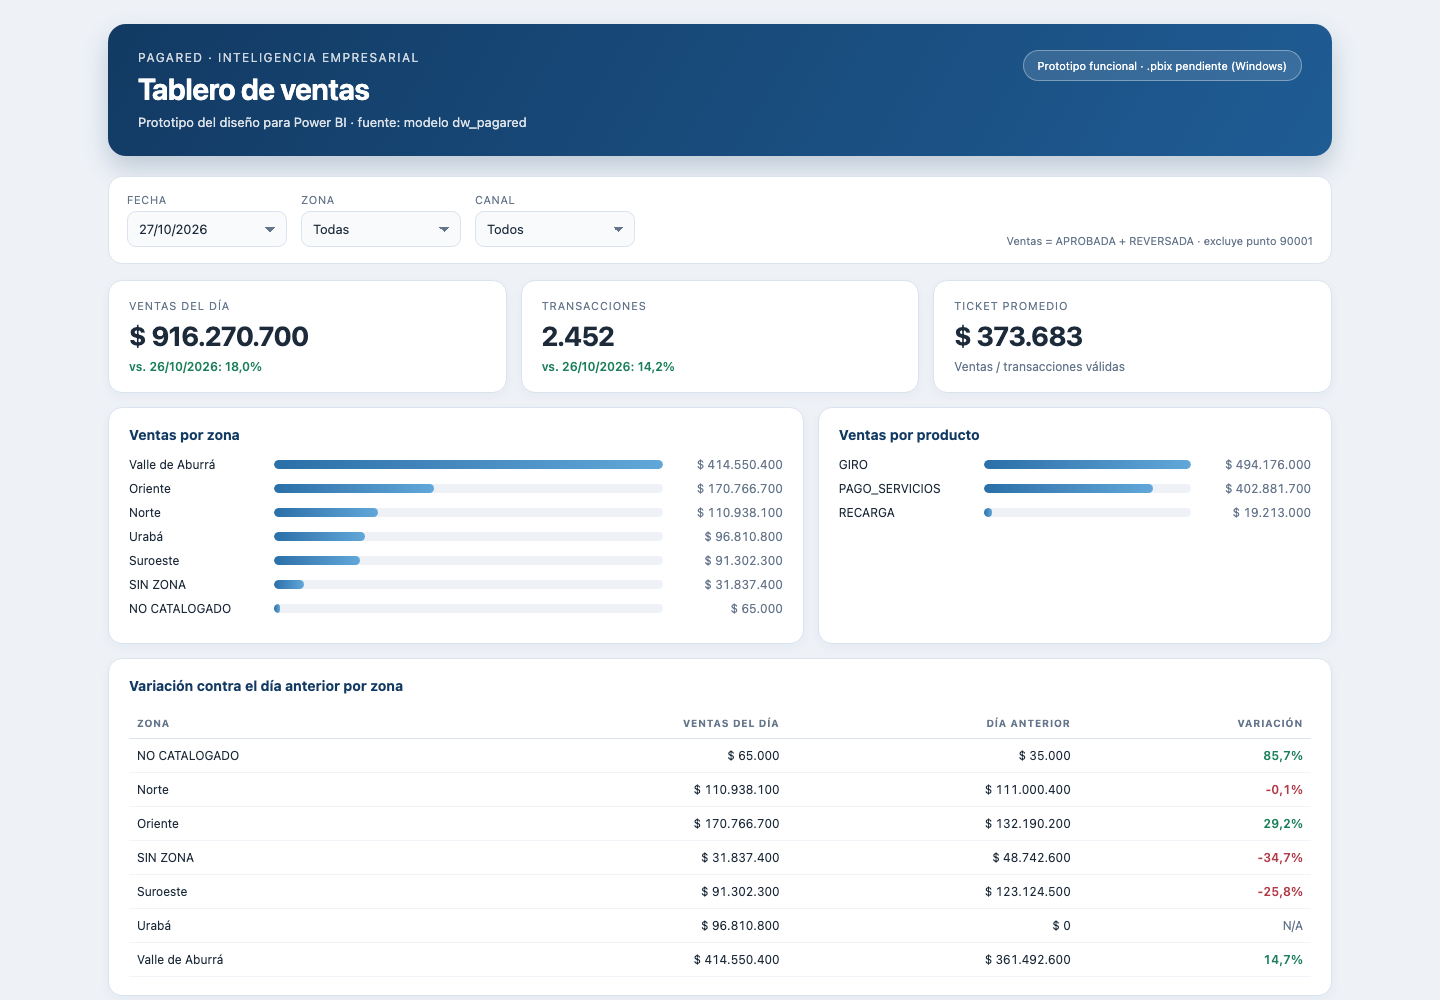 PAGARED · INTELIGENCIA EMPRESARIAL
Tablero de ventas
Prototipo del diseño para Power BI · fuente: modelo dw_pagared
Prototipo funcional · .pbix pendiente (Windows)
FECHA
27/10/2026
ZONA
Todas
CANAL
Todos
Ventas = APROBADA + REVERSADA · excluye punto 90001
VENTAS DEL DÍA
$ 916.270.700
vs. 26/10/2026: 18,0%
TRANSACCIONES
2.452
vs. 26/10/2026: 14,2%
TICKET PROMEDIO
$ 373.683
Ventas / transacciones válidas
Ventas por zona
Valle de Aburrá $ 414.550.400
Oriente $ 170.766.700
Norte $ 110.938.100
Urabá $ 96.810.800
Suroeste $ 91.302.300
SIN ZONA $ 31.837.400
NO CATALOGADO $ 65.000
Ventas por producto
GIRO $ 494.176.000
PAGO_SERVICIOS $ 402.881.700
RECARGA $ 19.213.000
Variación contra el día anterior por zona
ZONA VENTAS DEL DÍA DÍA ANTERIOR VARIACIÓN
NO CATALOGADO $ 65.000 $ 35.000 85,7%
Norte $ 110.938.100 $ 111.000.400 -0,1%
Oriente $ 170.766.700 $ 132.190.200 29,2%
SIN ZONA $ 31.837.400 $ 48.742.600 -34,7%
Suroeste $ 91.302.300 $ 123.124.500 -25,8%
Urabá $ 96.810.800 $ 0 N/A
Valle de Aburrá $ 414.550.400 $ 361.492.600 14,7%